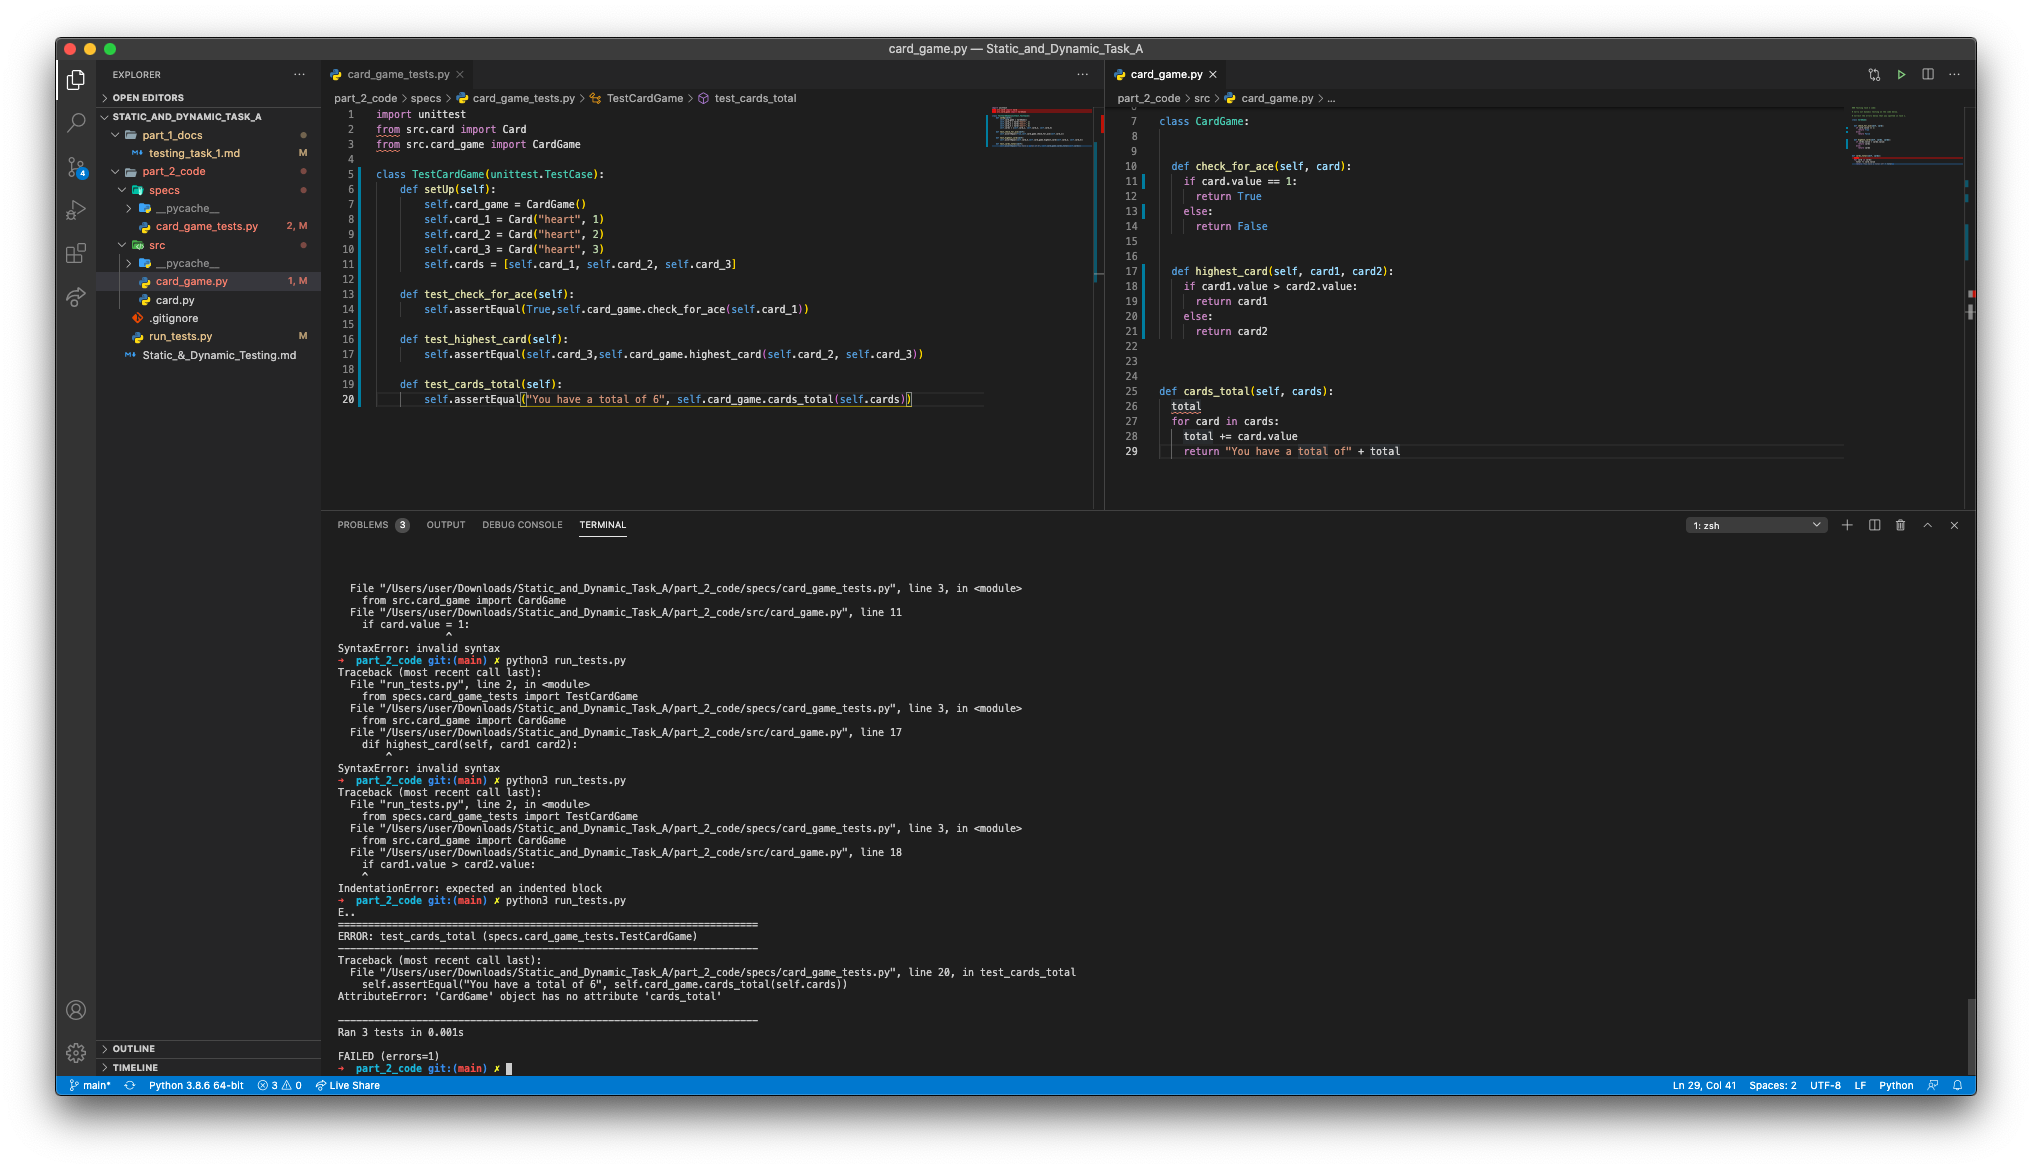 card_game.py — Static_and_Dynamic_Task_A
EXPLORER
OPEN EDITORS
STATIC_AND_DYNAMIC_TASK_A
part_1_docs
testing_task_1.md M
part_2_code
specs
__pycache__
card_game_tests.py 2, M
src
__pycache__
card_game.py 1, M
card.py
.gitignore
run_tests.py M
Static_&_Dynamic_Testing.md
4
OUTLINE
TIMELINE
card_game_tests.py
part_2_code > specs > card_game_tests.py > TestCardGame > test_cards_total
1 import unittest
2 from src.card import Card
3 from src.card_game import CardGame
4
5 class TestCardGame(unittest.TestCase):
6 def setUp(self):
7 self.card_game = CardGame()
8 self.card_1 = Card("heart", 1)
9 self.card_2 = Card("heart", 2)
10 self.card_3 = Card("heart", 3)
11 self.cards = [self.card_1, self.card_2, self.card_3]
12
13 def test_check_for_ace(self):
14 self.assertEqual(True,self.card_game.check_for_ace(self.card_1))
15
16 def test_highest_card(self):
17 self.assertEqual(self.card_3,self.card_game.highest_card(self.card_2, self.card_3))
18
19 def test_cards_total(self):
20 self.assertEqual("You have a total of 6", self.card_game.cards_total(self.cards))
card_game.py
part_2_code > src > card_game.py > ...
7 class CardGame:
8
9
10 def check_for_ace(self, card):
11 if card.value == 1:
12 return True
13 else:
14 return False
15
16
17 def highest_card(self, card1, card2):
18 if card1.value > card2.value:
19 return card1
20 else:
21 return card2
22
23
24
25 def cards_total(self, cards):
26 total
27 for card in cards:
28 total += card.value
29 return "You have a total of" + total
PROBLEMS 3 OUTPUT DEBUG CONSOLE TERMINAL
1: zsh
File "/Users/user/Downloads/Static_and_Dynamic_Task_A/part_2_code/specs/card_game_tests.py", line 3, in <module>
from src.card_game import CardGame
File "/Users/user/Downloads/Static_and_Dynamic_Task_A/part_2_code/src/card_game.py", line 11
if card.value = 1:
^
SyntaxError: invalid syntax
➜ part_2_code git:(main) ✗ python3 run_tests.py
Traceback (most recent call last):
File "run_tests.py", line 2, in <module>
from specs.card_game_tests import TestCardGame
File "/Users/user/Downloads/Static_and_Dynamic_Task_A/part_2_code/specs/card_game_tests.py", line 3, in <module>
from src.card_game import CardGame
File "/Users/user/Downloads/Static_and_Dynamic_Task_A/part_2_code/src/card_game.py", line 17
dif highest_card(self, card1 card2):
^
SyntaxError: invalid syntax
➜ part_2_code git:(main) ✗ python3 run_tests.py
Traceback (most recent call last):
File "run_tests.py", line 2, in <module>
from specs.card_game_tests import TestCardGame
File "/Users/user/Downloads/Static_and_Dynamic_Task_A/part_2_code/specs/card_game_tests.py", line 3, in <module>
from src.card_game import CardGame
File "/Users/user/Downloads/Static_and_Dynamic_Task_A/part_2_code/src/card_game.py", line 18
if card1.value > card2.value:
^
IndentationError: expected an indented block
➜ part_2_code git:(main) ✗ python3 run_tests.py
E..
======================================================================
ERROR: test_cards_total (specs.card_game_tests.TestCardGame)
----------------------------------------------------------------------
Traceback (most recent call last):
File "/Users/user/Downloads/Static_and_Dynamic_Task_A/part_2_code/specs/card_game_tests.py", line 20, in test_cards_total
self.assertEqual("You have a total of 6", self.card_game.cards_total(self.cards))
AttributeError: 'CardGame' object has no attribute 'cards_total'
----------------------------------------------------------------------
Ran 3 tests in 0.001s
FAILED (errors=1)
➜ part_2_code git:(main) ✗
main* Python 3.8.6 64-bit 3 0 Live Share
Ln 29, Col 41 Spaces: 2 UTF-8 LF Python